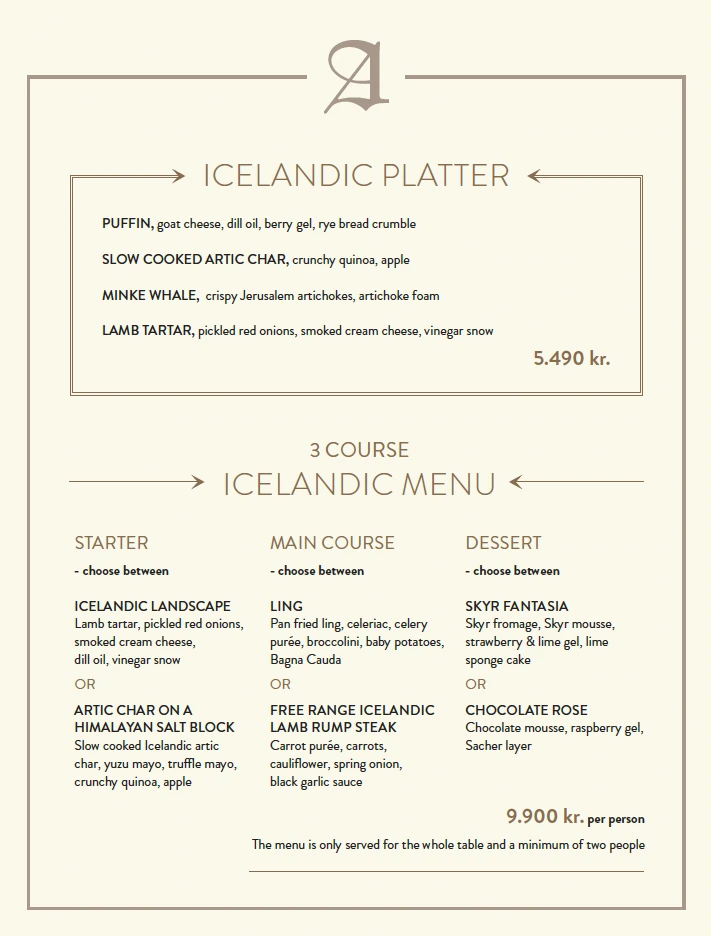 A
ICELANDIC PLATTER
PUFFIN, goat cheese, dill oil, berry gel, rye bread crumble
SLOW COOKED ARTIC CHAR, crunchy quinoa, apple
MINKE WHALE, crispy Jerusalem artichokes, artichoke foam
LAMB TARTAR, pickled red onions, smoked cream cheese, vinegar snow
5.490 kr.
3 COURSE
ICELANDIC MENU
STARTER
- choose between
ICELANDIC LANDSCAPE
Lamb tartar, pickled red onions,
smoked cream cheese,
dill oil, vinegar snow
OR
ARTIC CHAR ON A
HIMALAYAN SALT BLOCK
Slow cooked Icelandic artic
char, yuzu mayo, truffle mayo,
crunchy quinoa, apple
MAIN COURSE
- choose between
LING
Pan fried ling, celeriac, celery
purée, broccolini, baby potatoes,
Bagna Cauda
OR
FREE RANGE ICELANDIC
LAMB RUMP STEAK
Carrot purée, carrots,
cauliflower, spring onion,
black garlic sauce
DESSERT
- choose between
SKYR FANTASIA
Skyr fromage, Skyr mousse,
strawberry & lime gel, lime
sponge cake
OR
CHOCOLATE ROSE
Chocolate mousse, raspberry gel,
Sacher layer
9.900 kr. per person
The menu is only served for the whole table and a minimum of two people